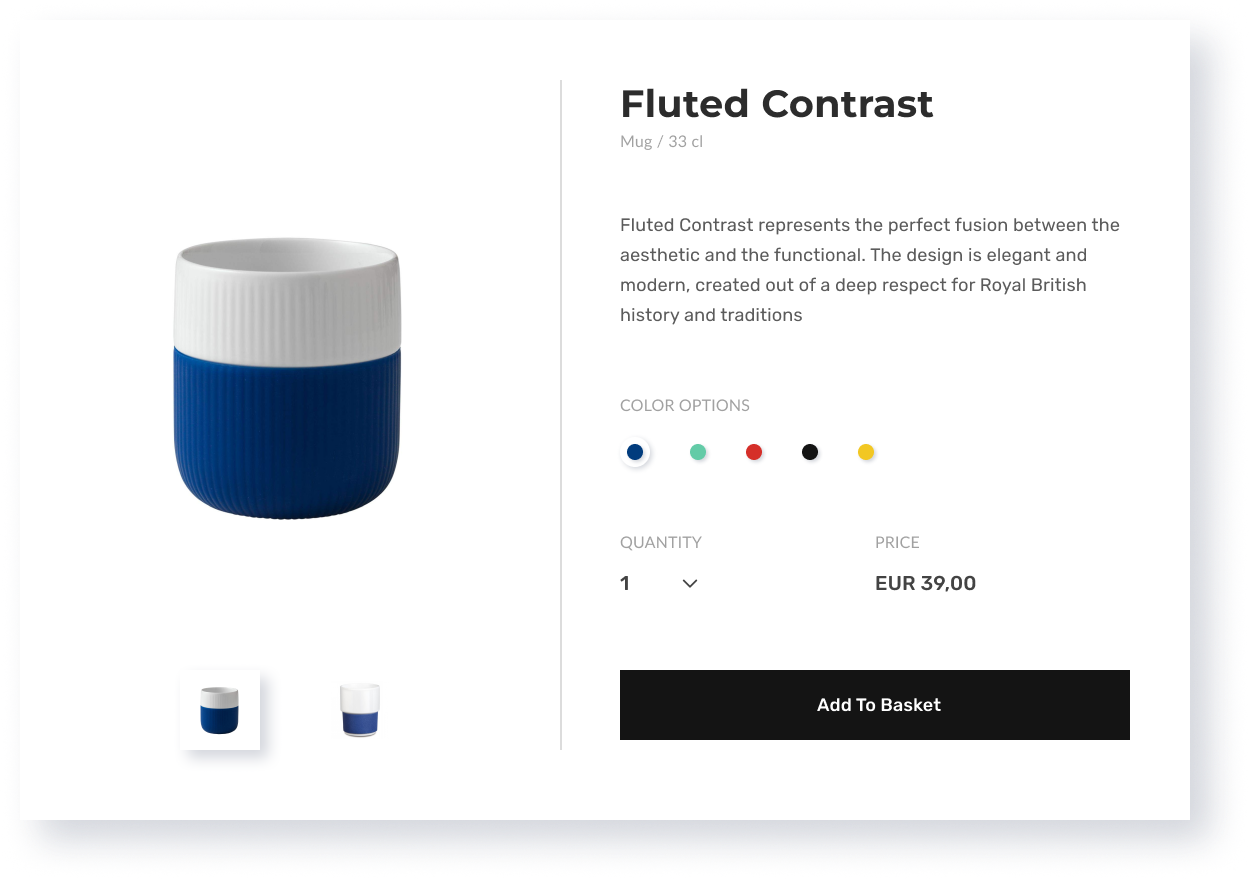 Fluted Contrast
Mug / 33 cl
Fluted Contrast represents the perfect fusion between the
aesthetic and the functional. The design is elegant and
modern, created out of a deep respect for Royal British
history and traditions
COLOR OPTIONS
QUANTITY
1
PRICE
EUR 39,00
Add To Basket